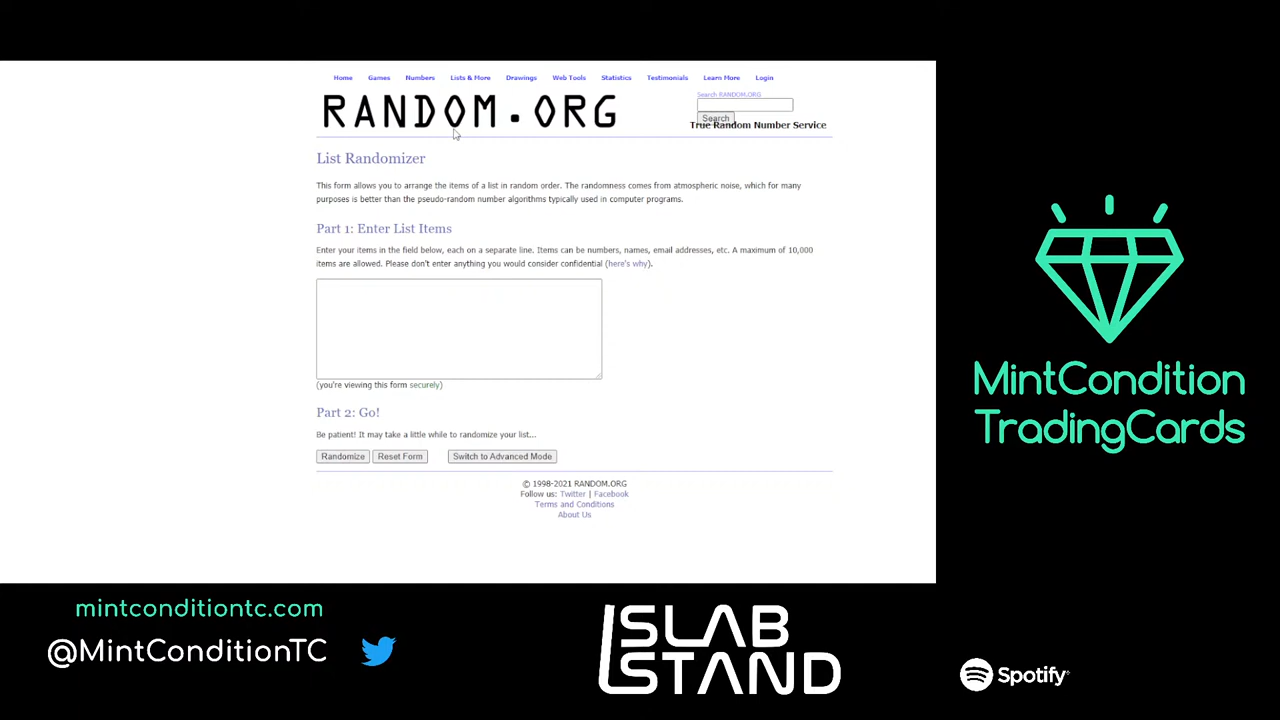 Home Games Numbers Lists & More Drawings Web Tools Statistics Testimonials Learn More Login
RANDOM.ORG
Search RANDOM.ORG
Search
True Random Number Service
List Randomizer
This form allows you to arrange the items of a list in random order. The randomness comes from atmospheric noise, which for many
purposes is better than the pseudo-random number algorithms typically used in computer programs.
Part 1: Enter List Items
Enter your items in the field below, each on a separate line. Items can be numbers, names, email addresses, etc. A maximum of 10,000
items are allowed. Please don't enter anything you would consider confidential (here's why).
(you're viewing this form securely)
Part 2: Go!
Be patient! It may take a little while to randomize your list...
Randomize Reset Form Switch to Advanced Mode
© 1998-2021 RANDOM.ORG
Follow us: Twitter | Facebook
Terms and Conditions
About Us
MintCondition
TradingCards
mintconditiontc.com
@MintConditionTC
SLAB
STAND
Spotify